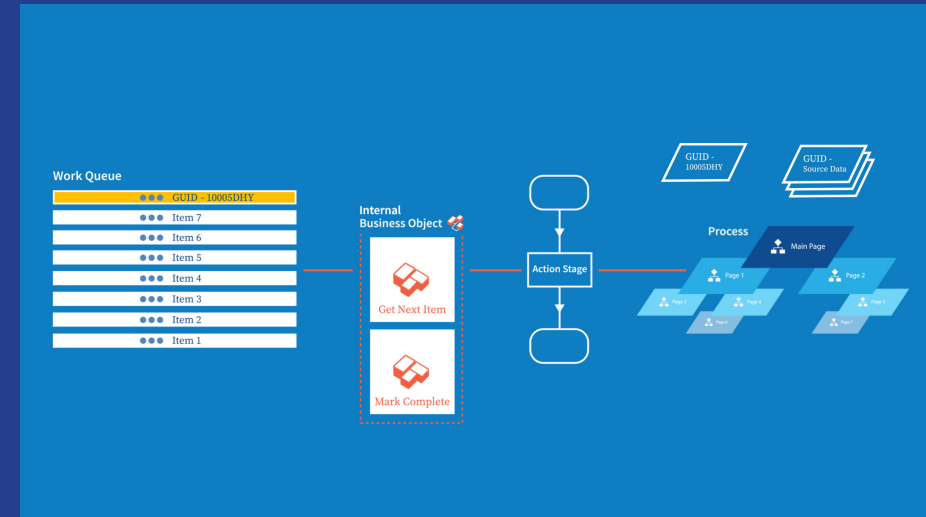 Work Queue
GUID - 10005DHY
Item 7
Item 6
Item 5
Item 4
Item 3
Item 2
Item 1
Internal
Business Object
Get Next Item
Mark Complete
Action Stage
GUID -
10005DHY
GUID -
Source Data
Process
Main Page
Page 1
Page 2
Page 4